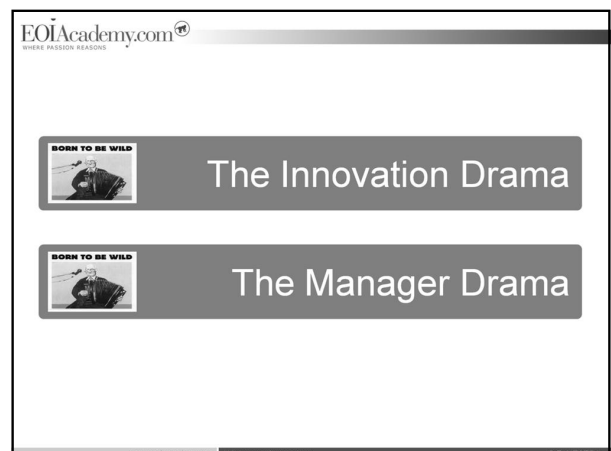 EOIAcademy.com
WHERE PASSION REASONS
BORN TO BE WILD
The Innovation Drama
BORN TO BE WILD
The Manager Drama